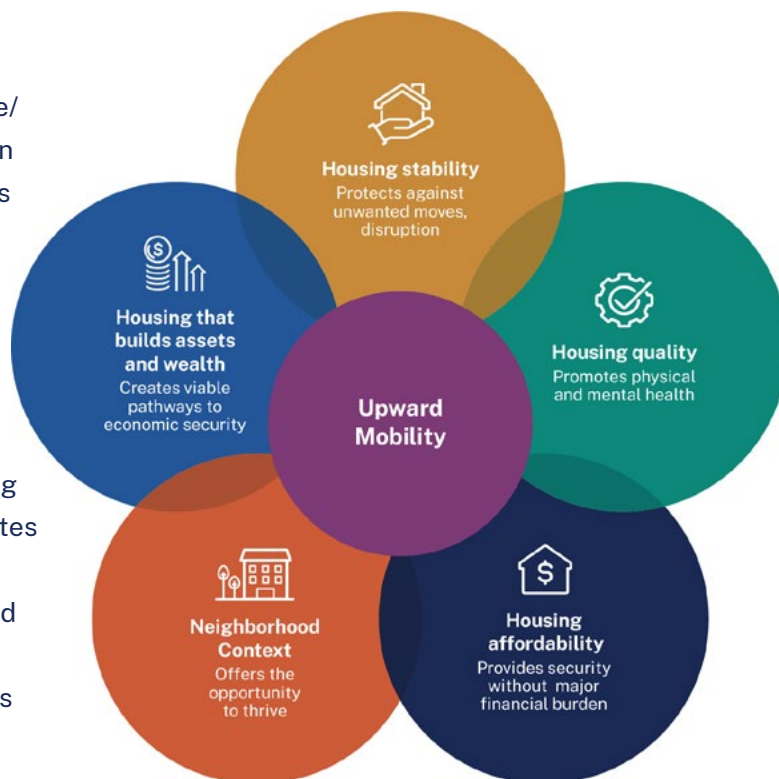 e/
n
s
ng
tes
d
s
Housing stability
Protects against
unwanted moves,
disruption
$
Housing that
builds assets
and wealth
Creates viable
pathways to
economic security
Housing quality
Promotes physical
and mental health
Upward
Mobility
Neighborhood
Context
Offers the
opportunity
to thrive
$
Housing
affordability
Provides security
without major
financial burden